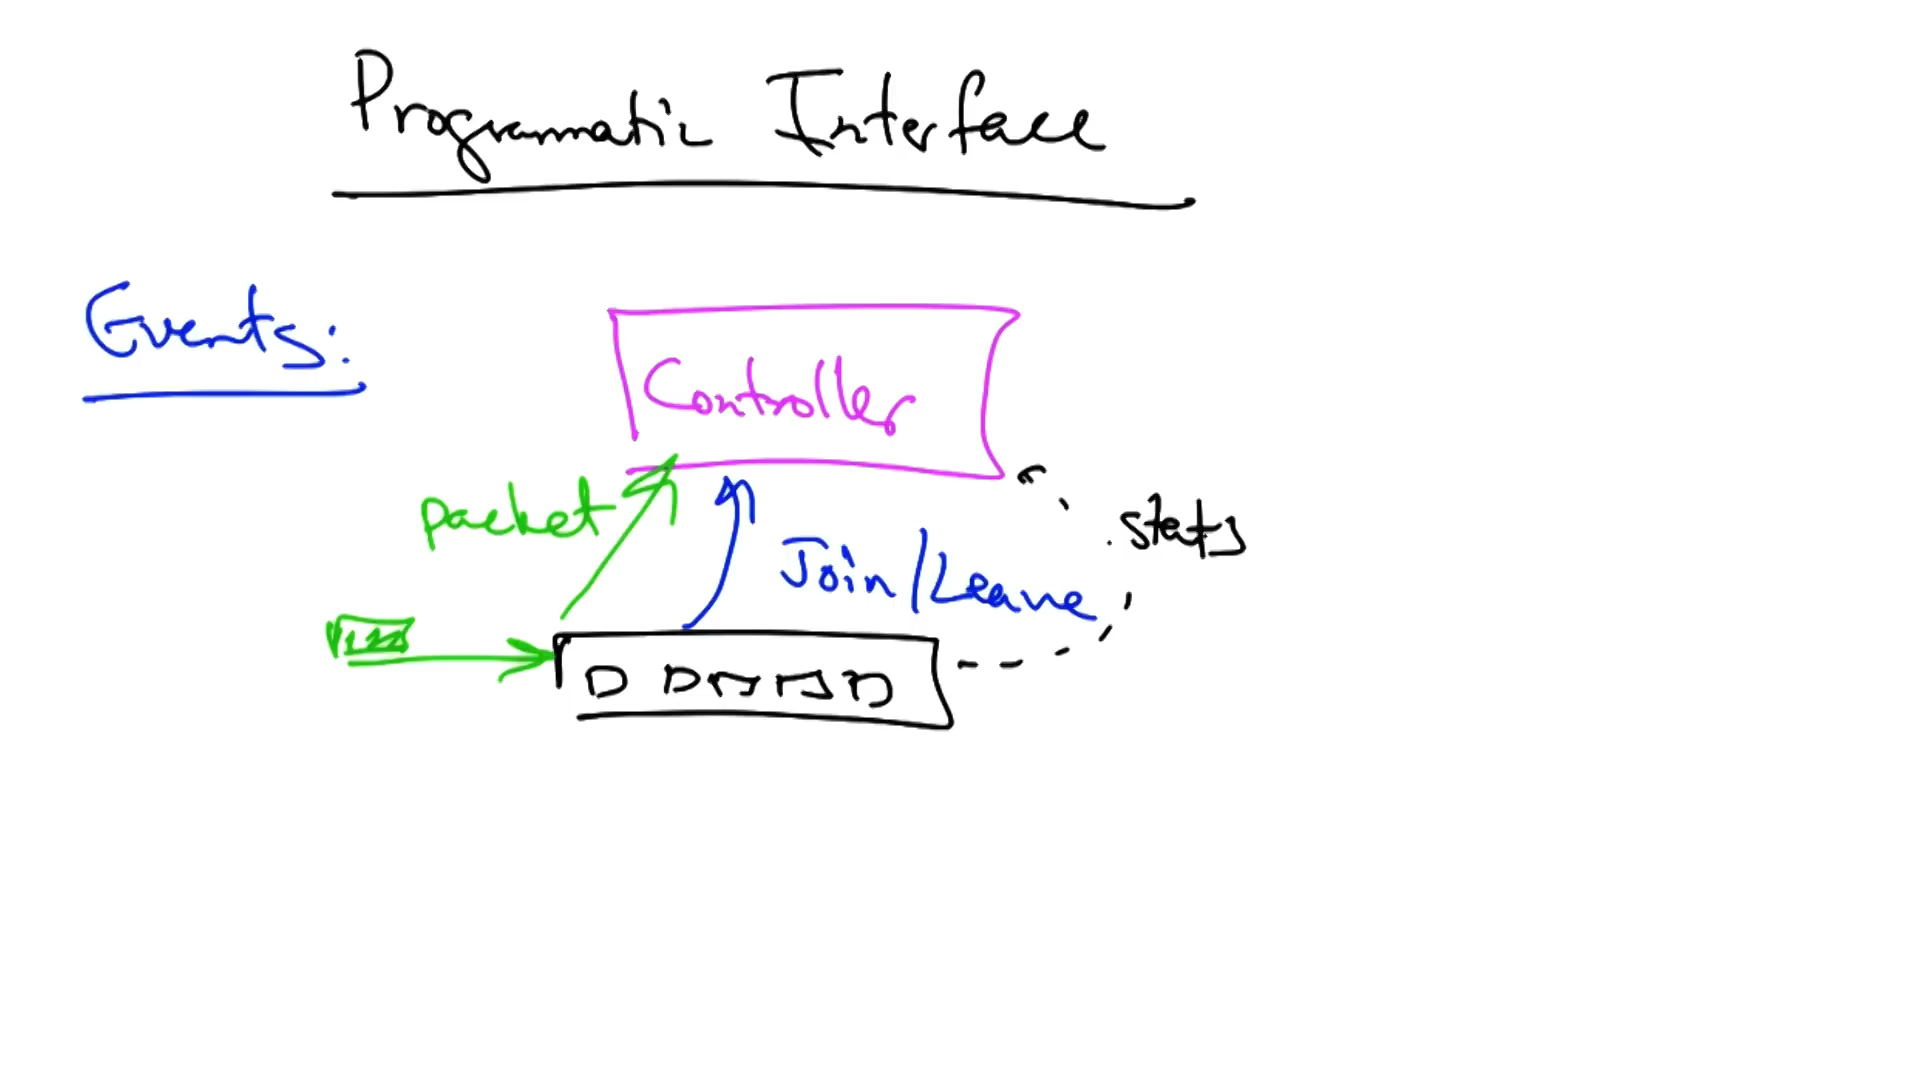 Programmatic Interface
Events:
Controller
packet
stats
Join/Leave